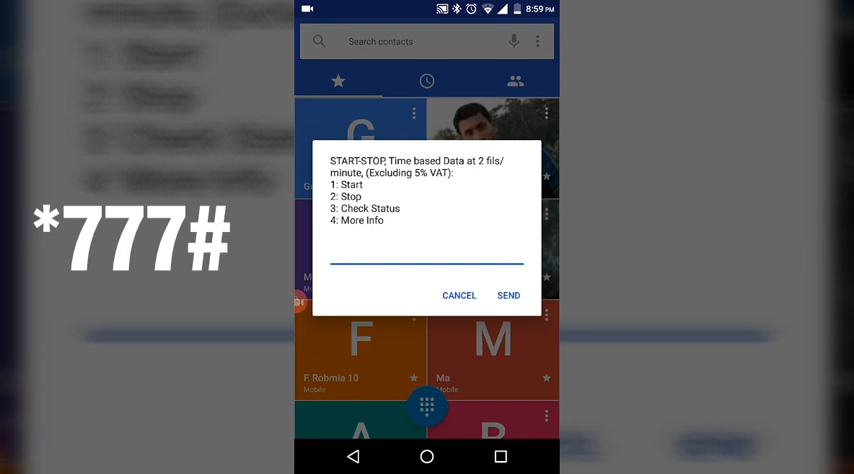 8:59 PM
Search contacts
G
START-STOP, Time based Data at 2 fils/
minute, (Excluding 5% VAT):
1: Start
2: Stop
3: Check Status
4: More Info
CANCEL
SEND
*777#
F
M
F. Robmia 10
Mobile
Ma
Mobile